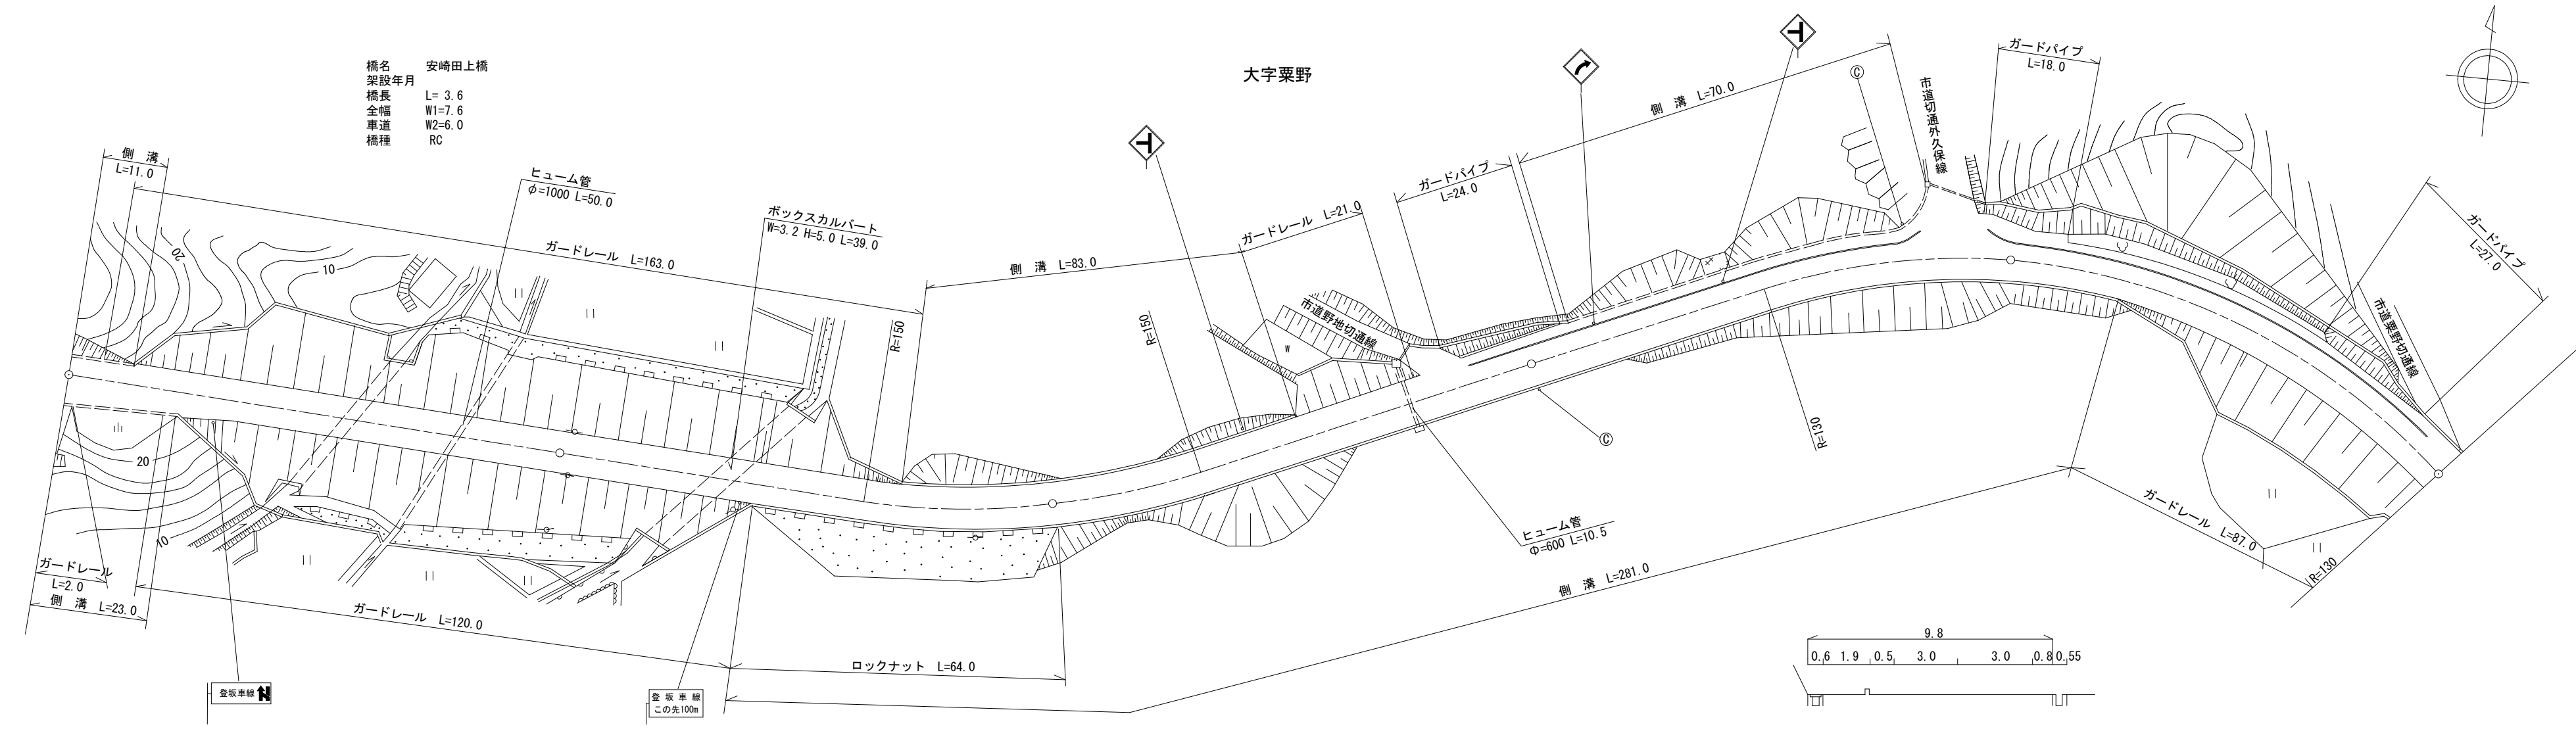 橋名 安崎田上橋
架設年月
橋長 L= 3.6
全幅 W1=7.6
車道 W2=6.0
橋種 RC
大字粟野
側 溝
L=11.0
ヒューム管
φ=1000 L=50.0
ボックスカルバート
W=3.2 H=5.0 L=39.0
ガードレール L=163.0
20
10
R=150
側 溝 L=83.0
R=150
ガードレール L=21.0
ガードパイプ
L=24.0
側 溝 L=70.0
C
市道切通外久保線
ガードパイプ
L=18.0
ガードパイプ
L=27.0
市道粟野切通線
市道野地切通線
W
C
R=130
20
10
ガードレール
L=2.0
側 溝 L=23.0
ガードレール L=120.0
ロックナット L=64.0
ヒューム管
Φ=600 L=10.5
側 溝 L=281.0
ガードレール L=87.0
R=130
登坂車線
登坂車線
この先100m
9.8
0.6 1.9 0.5 3.0 3.0 0.8 0.55